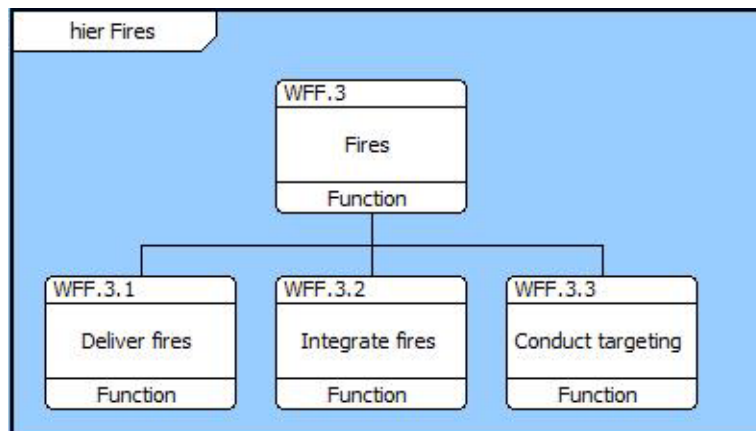 hier Fires
WFF.3
Fires
Function
WFF.3.1
Deliver fires
Function
WFF.3.2
Integrate fires
Function
WFF.3.3
Conduct targeting
Function